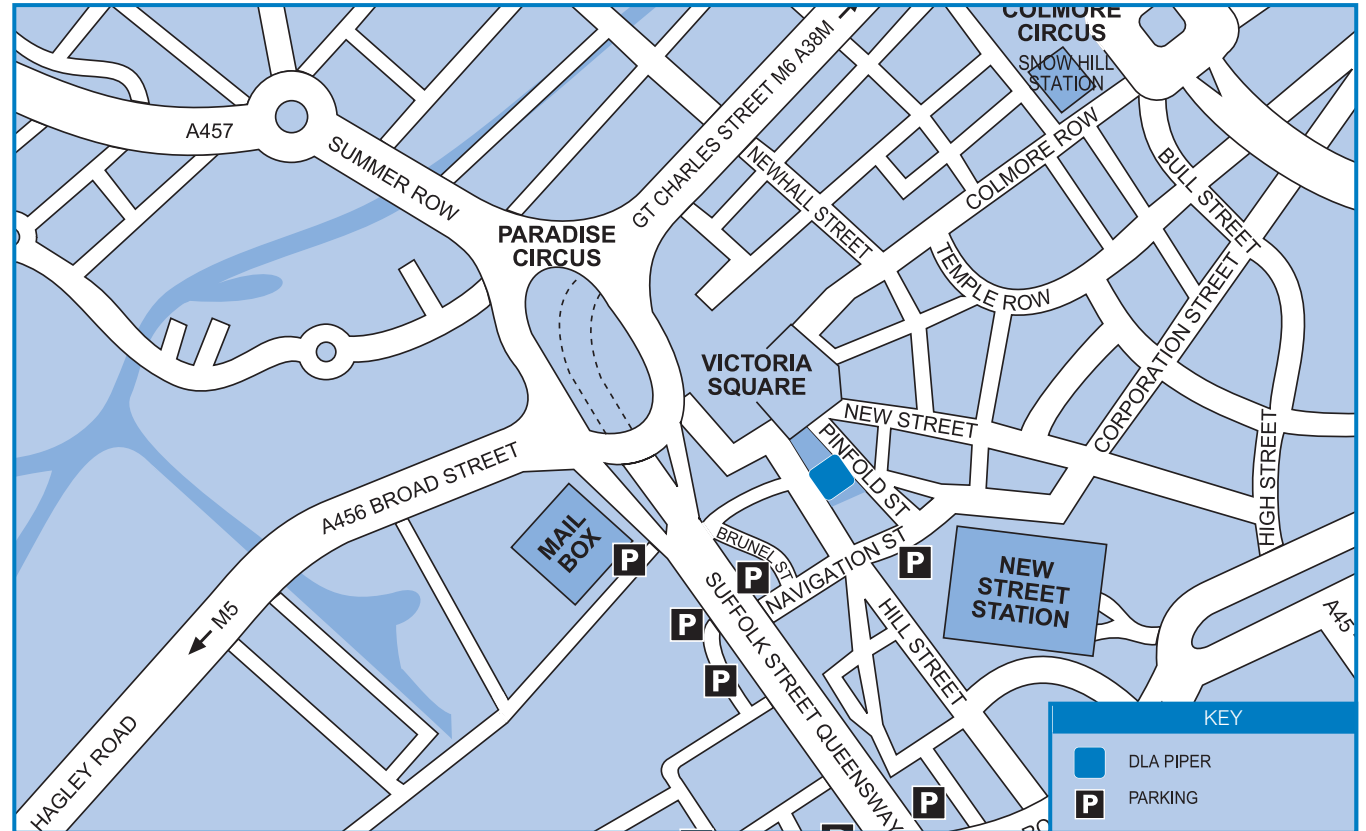 COLMORE
CIRCUS
SNOW HILL
STATION
A457
SUMMER ROW
GT CHARLES STREET M6 A38M
NEWHALL STREET
COLMORE ROW
BULL STREET
PARADISE
CIRCUS
TEMPLE ROW
CORPORATION STREET
VICTORIA
SQUARE
NEW STREET
PINFOLD ST
HIGH STREET
A456 BROAD STREET
MAIL
BOX
P
BRUNEL ST
P
NAVIGATION ST
P
NEW
STREET
STATION
M5
P
P
SUFFOLK STREET QUEENSWAY
HILL STREET
A45
HAGLEY ROAD
P
KEY
DLA PIPER
P
PARKING